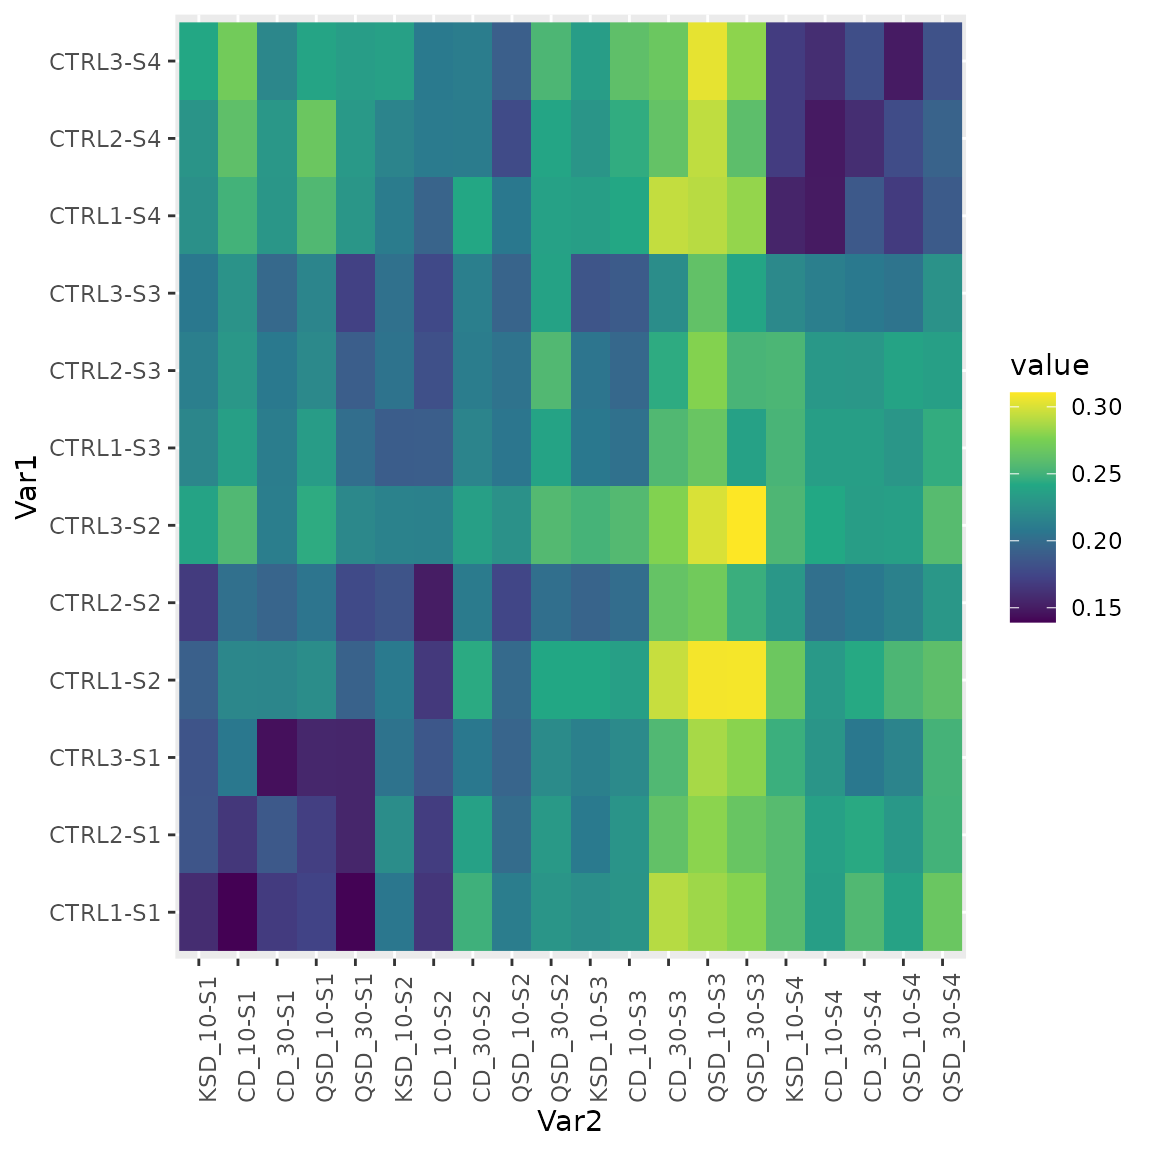 CTRL3-S4
CTRL2-S4
CTRL1-S4
CTRL3-S3
CTRL2-S3
CTRL1-S3
CTRL3-S2
CTRL2-S2
CTRL1-S2
CTRL3-S1
CTRL2-S1
CTRL1-S1
Var1
KSD_10-S1
CD_10-S1
CD_30-S1
QSD_10-S1
QSD_30-S1
KSD_10-S2
CD_10-S2
CD_30-S2
QSD_10-S2
QSD_30-S2
KSD_10-S3
CD_10-S3
CD_30-S3
QSD_10-S3
QSD_30-S3
KSD_10-S4
CD_10-S4
CD_30-S4
QSD_10-S4
QSD_30-S4
Var2
value
0.30
0.25
0.20
0.15